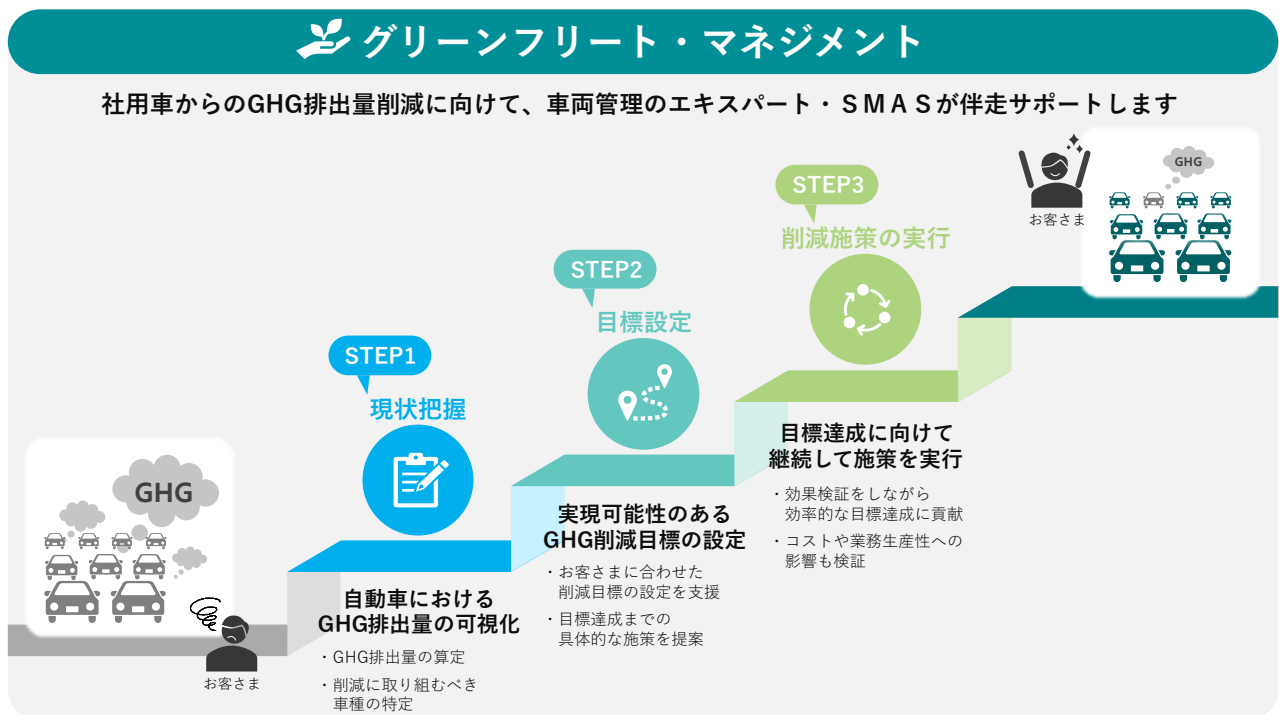 グリーンフリート・マネジメント
社用車からのGHG排出量削減に向けて、車両管理のエキスパート・ＳＭＡＳが伴走サポートします
GHG
お客さま
STEP1
現状把握
自動車における
GHG排出量の可視化
・GHG排出量の算定
・削減に取り組むべき
車種の特定
STEP2
目標設定
実現可能性のある
GHG削減目標の設定
・お客さまに合わせた
削減目標の設定を支援
・目標達成までの
具体的な施策を提案
STEP3
削減施策の実行
目標達成に向けて
継続して施策を実行
・効果検証をしながら
効率的な目標達成に貢献
・コストや業務生産性への
影響も検証
お客さま
GHG